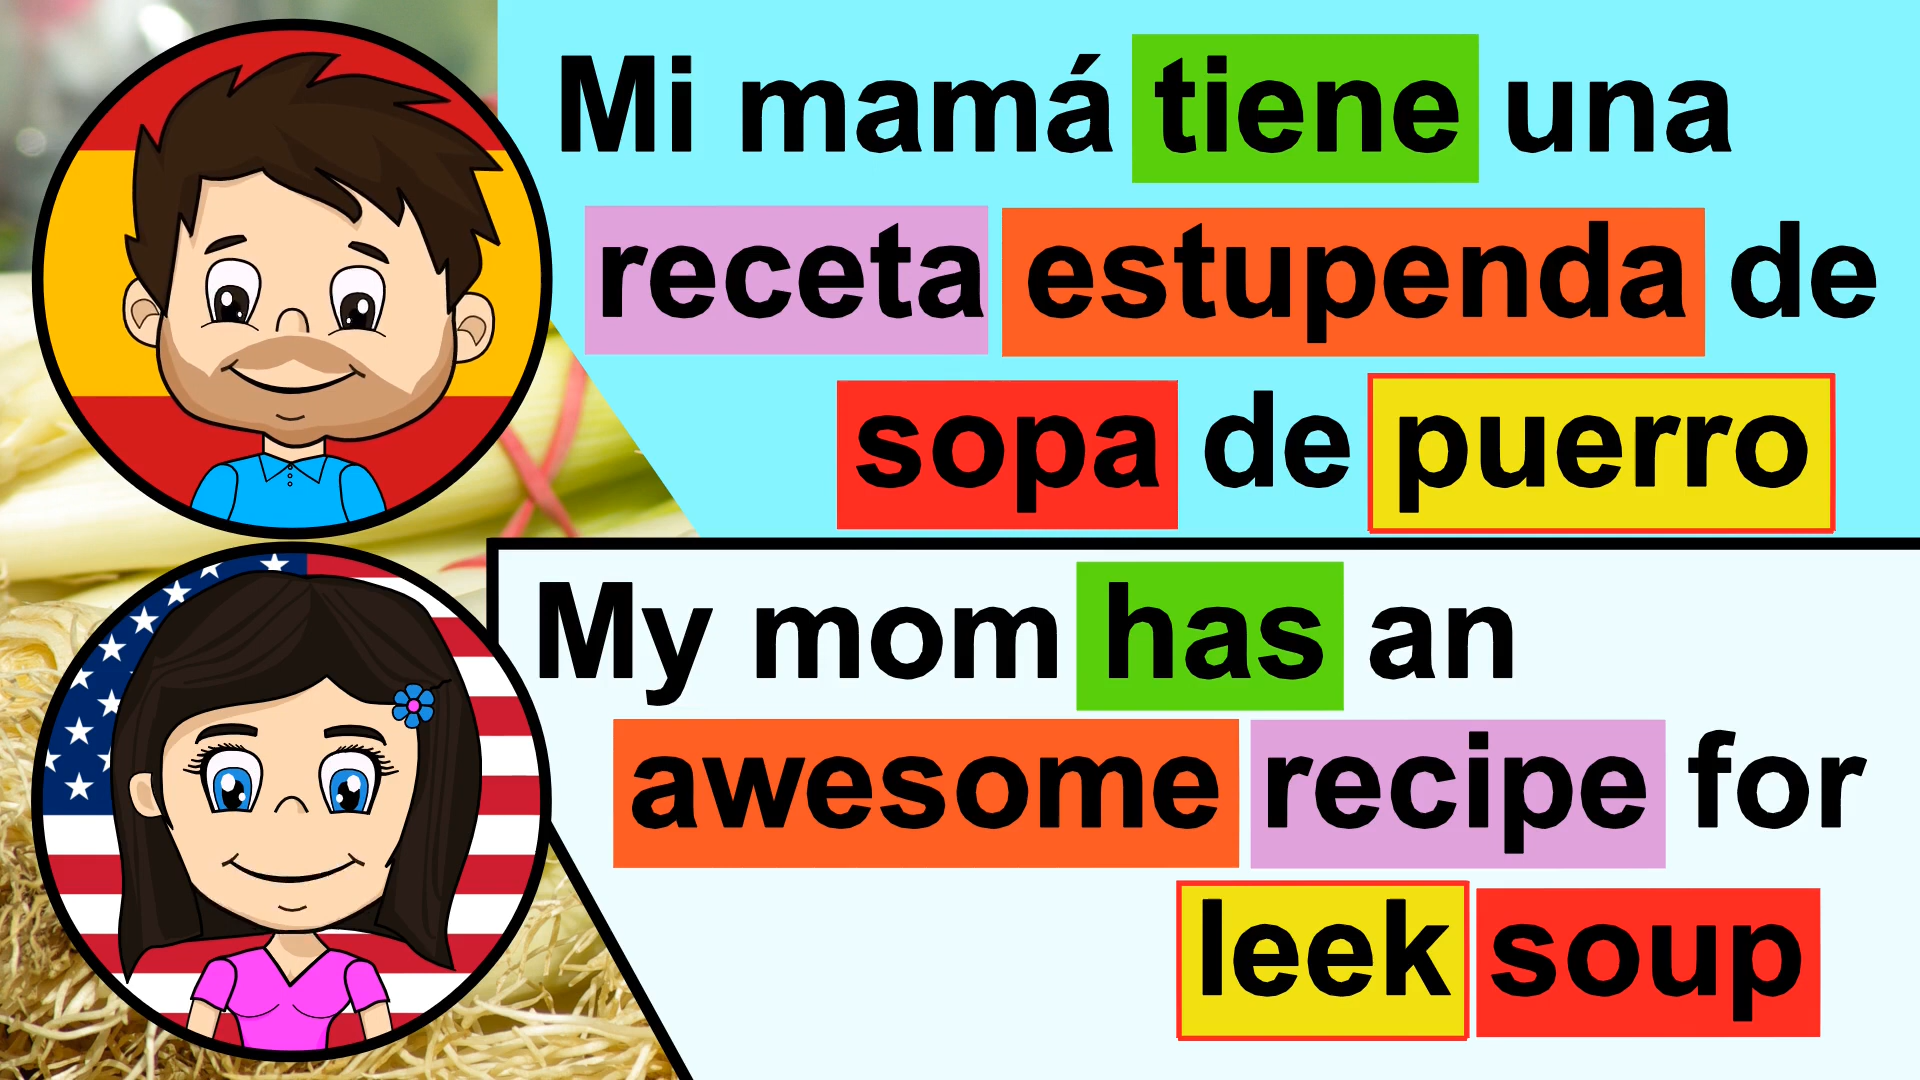 Mi mamá tiene una
receta estupenda de
sopa de puerro
My mom has an
awesome recipe for
leek soup